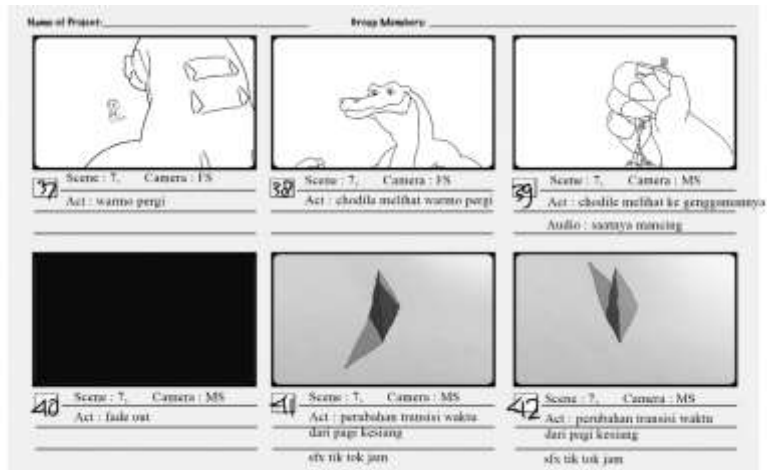 Name of Project: Group Members:
37 Scene : 7, Camera : FS
Act : warmo pergi
38 Scene : 7, Camera : FS
Act : chodila melihat warmo pergi
39 Scene : 7, Camera : MS
Act : chodile melihat ke genggamannya
Audio : saatnya mancing
40 Scene : 7, Camera : MS
Act : fade out
41 Scene : 7, Camera : MS
Act : perubahan transisi waktu
dari pagi kesiang
sfx tik tok jam
42 Scene : 7, Camera : MS
Act : perubahan transisi waktu
dari pagi kesiang
sfx tik tok jam